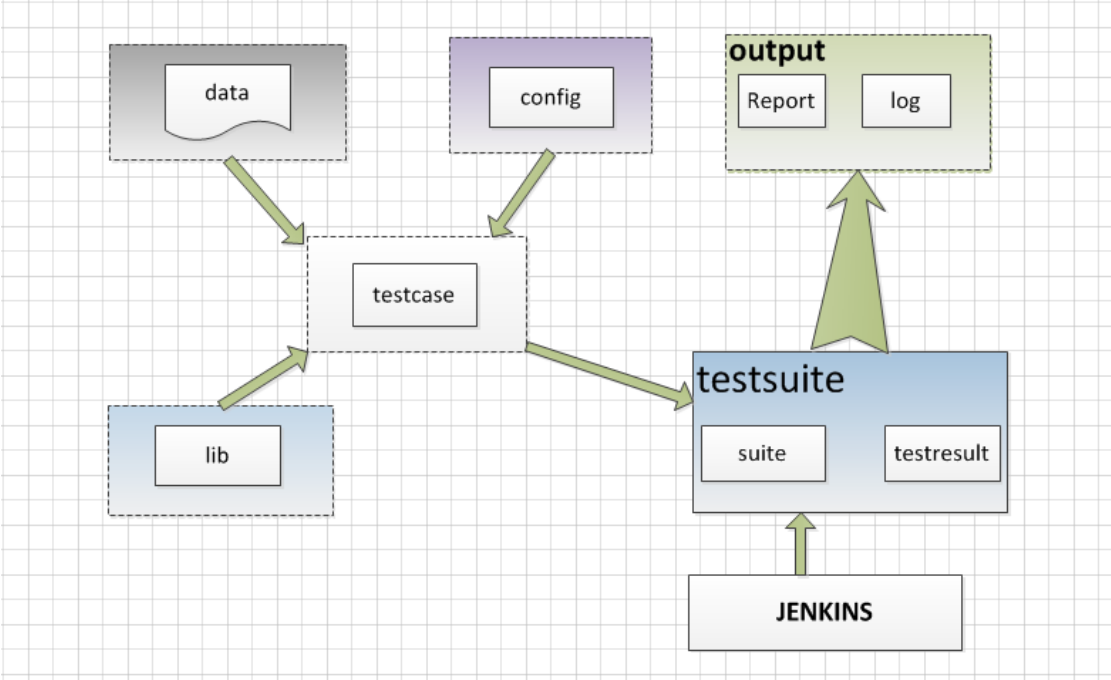 data
config
output
Report
log
testcase
testsuite
lib
suite
testresult
JENKINS